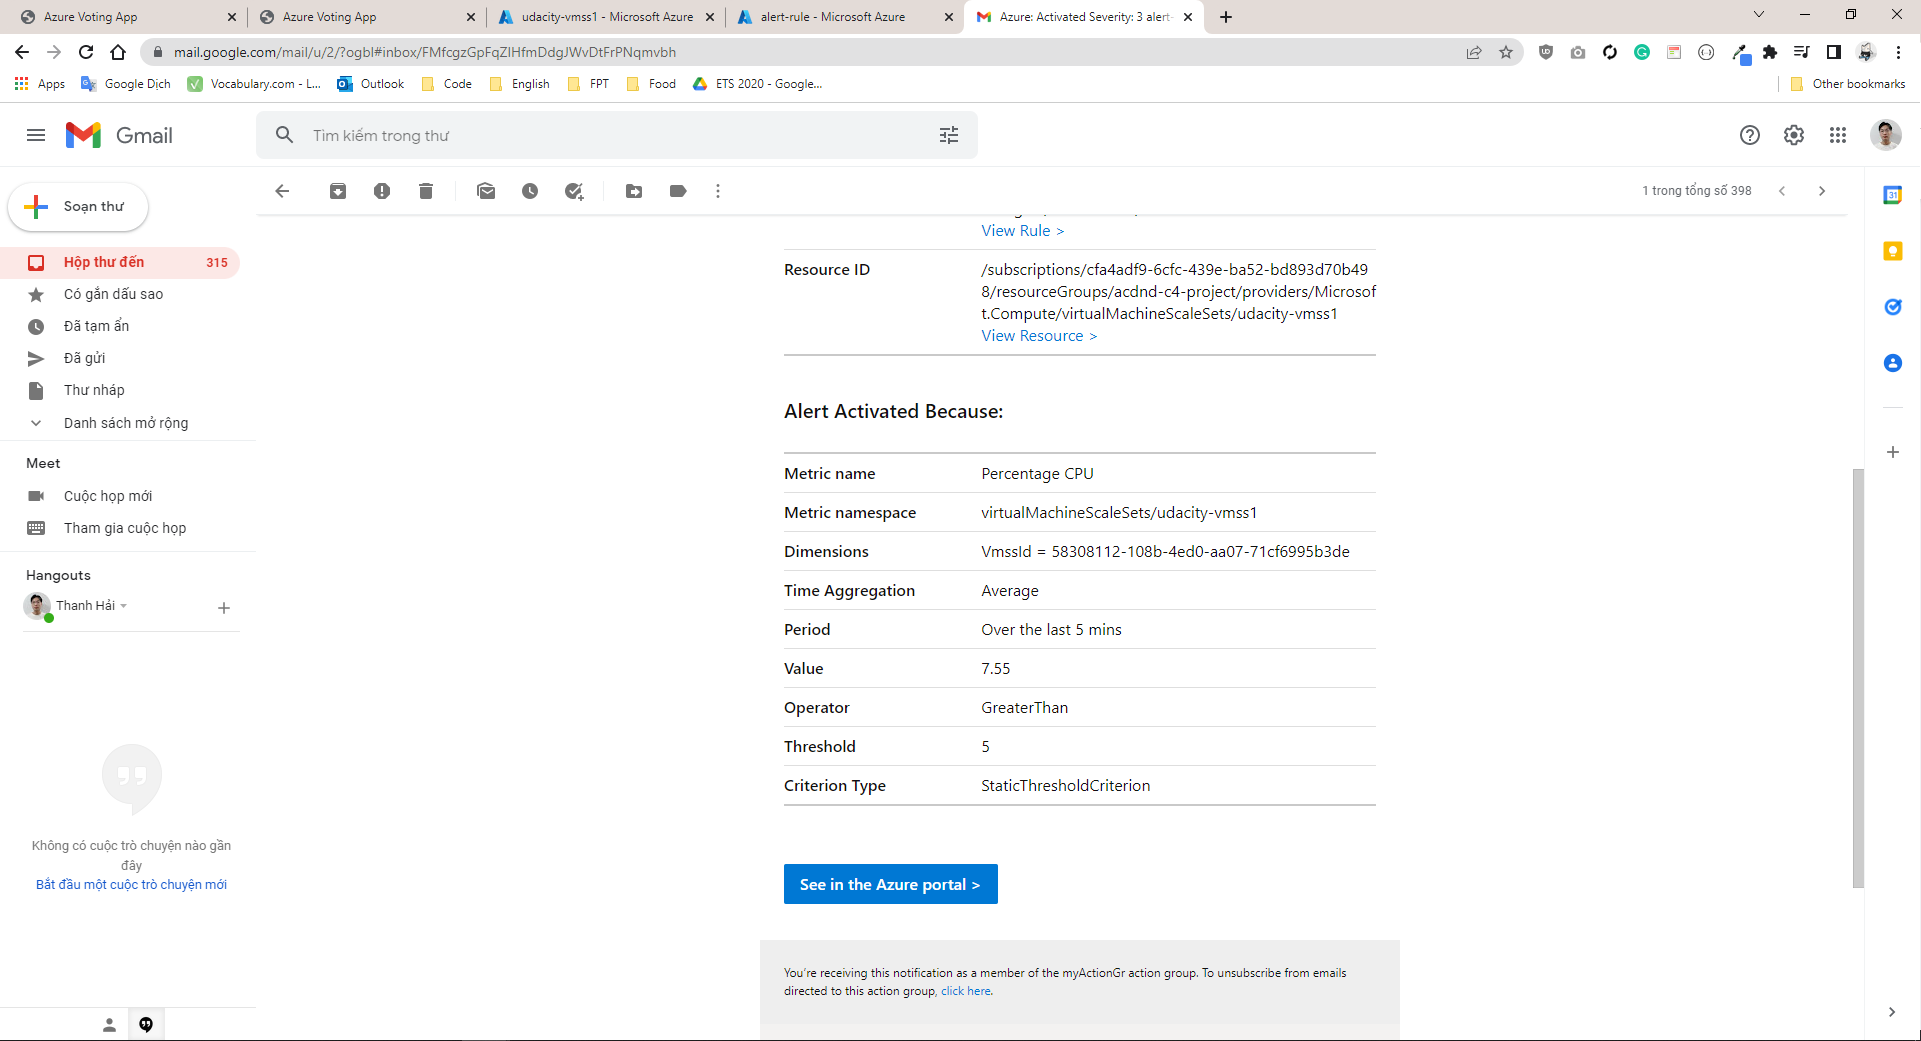 Azure Voting App
Azure Voting App
udacity-vmss1 - Microsoft Azure
alert-rule - Microsoft Azure
Azure: Activated Severity: 3 alert-
mail.google.com/mail/u/2/?ogbl#inbox/FMfcgzGpFqZlHfmDdgJWvDtFrPNqmvbh
Apps
Google Dịch
Vocabulary.com - L...
Outlook
Code
English
FPT
Food
ETS 2020 - Google...
Other bookmarks
Gmail
Tìm kiếm trong thư
Soạn thư
1 trong tổng số 398
Hộp thư đến
315
Có gắn dấu sao
Đã tạm ẩn
Đã gửi
Thư nháp
Danh sách mở rộng
Meet
Cuộc họp mới
Tham gia cuộc họp
Hangouts
Thanh Hải
Không có cuộc trò chuyện nào gần
đây
Bắt đầu một cuộc trò chuyện mới
View Rule >
Resource ID
/subscriptions/cfa4adf9-6cfc-439e-ba52-bd893d70b49
8/resourceGroups/acdnd-c4-project/providers/Microsof
t.Compute/virtualMachineScaleSets/udacity-vmss1
View Resource >
Alert Activated Because:
Metric name
Percentage CPU
Metric namespace
virtualMachineScaleSets/udacity-vmss1
Dimensions
VmssId = 58308112-108b-4ed0-aa07-71cf6995b3de
Time Aggregation
Average
Period
Over the last 5 mins
Value
7.55
Operator
GreaterThan
Threshold
5
Criterion Type
StaticThresholdCriterion
See in the Azure portal >
You're receiving this notification as a member of the myActionGr action group. To unsubscribe from emails
directed to this action group, click here.
31